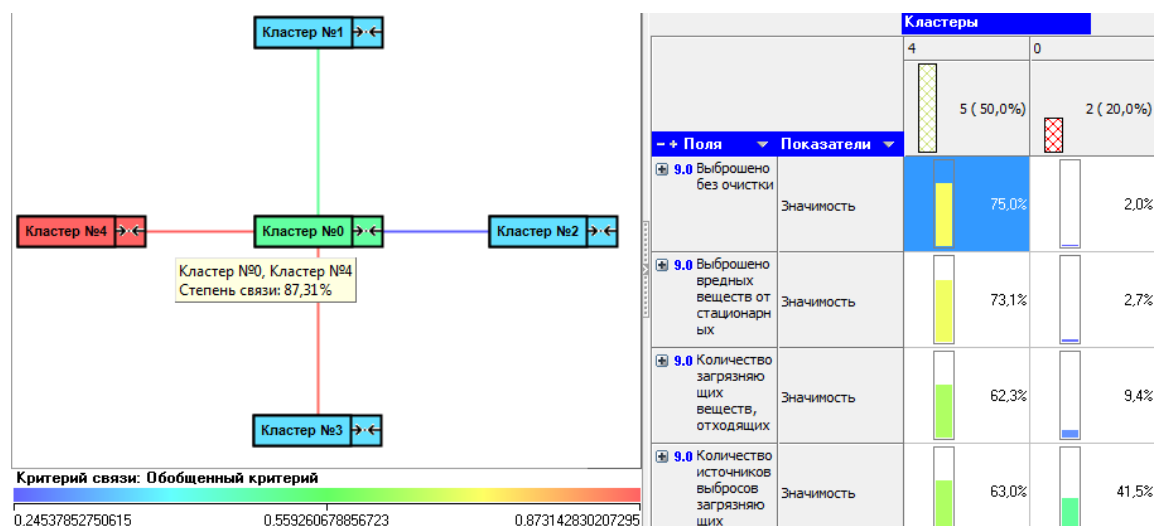 Кластер №1
Кластер №4
Кластер №0
Кластер №2
Кластер №0, Кластер №4
Степень связи: 87,31%
Кластер №3
Критерий связи: Обобщенный критерий
0.24537852750615
0.559260678856723
0.873142830207295
Кластеры
4
0
5 ( 50,0%)
2 ( 20,0%)
− + Поля
Показатели
9.0 Выброшено
без очистки
Значимость
75,0%
2,0%
9.0 Выброшено
вредных
веществ от
стационарн
ых
Значимость
73,1%
2,7%
9.0 Количество
загрязняю
щих
веществ,
отходящих
Значимость
62,3%
9,4%
9.0 Количество
источников
выбросов
загрязняю
щих
Значимость
63,0%
41,5%